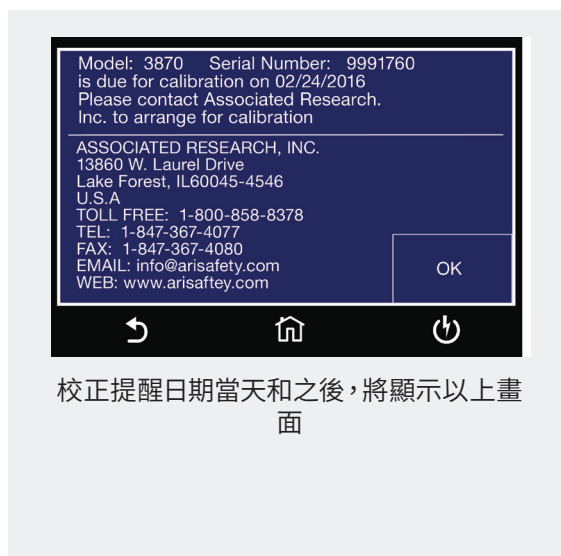 Model: 3870 Serial Number: 9991760
is due for calibration on 02/24/2016
Please contact Associated Research.
Inc. to arrange for calibration
ASSOCIATED RESEARCH, INC.
13860 W. Laurel Drive
Lake Forest, IL60045-4546
U.S.A
TOLL FREE: 1-800-858-8378
TEL: 1-847-367-4077
FAX: 1-847-367-4080
EMAIL: info@arisafety.com
WEB: www.arisaftey.com
OK
校正提醒日期當天和之後,將顯示以上畫
面